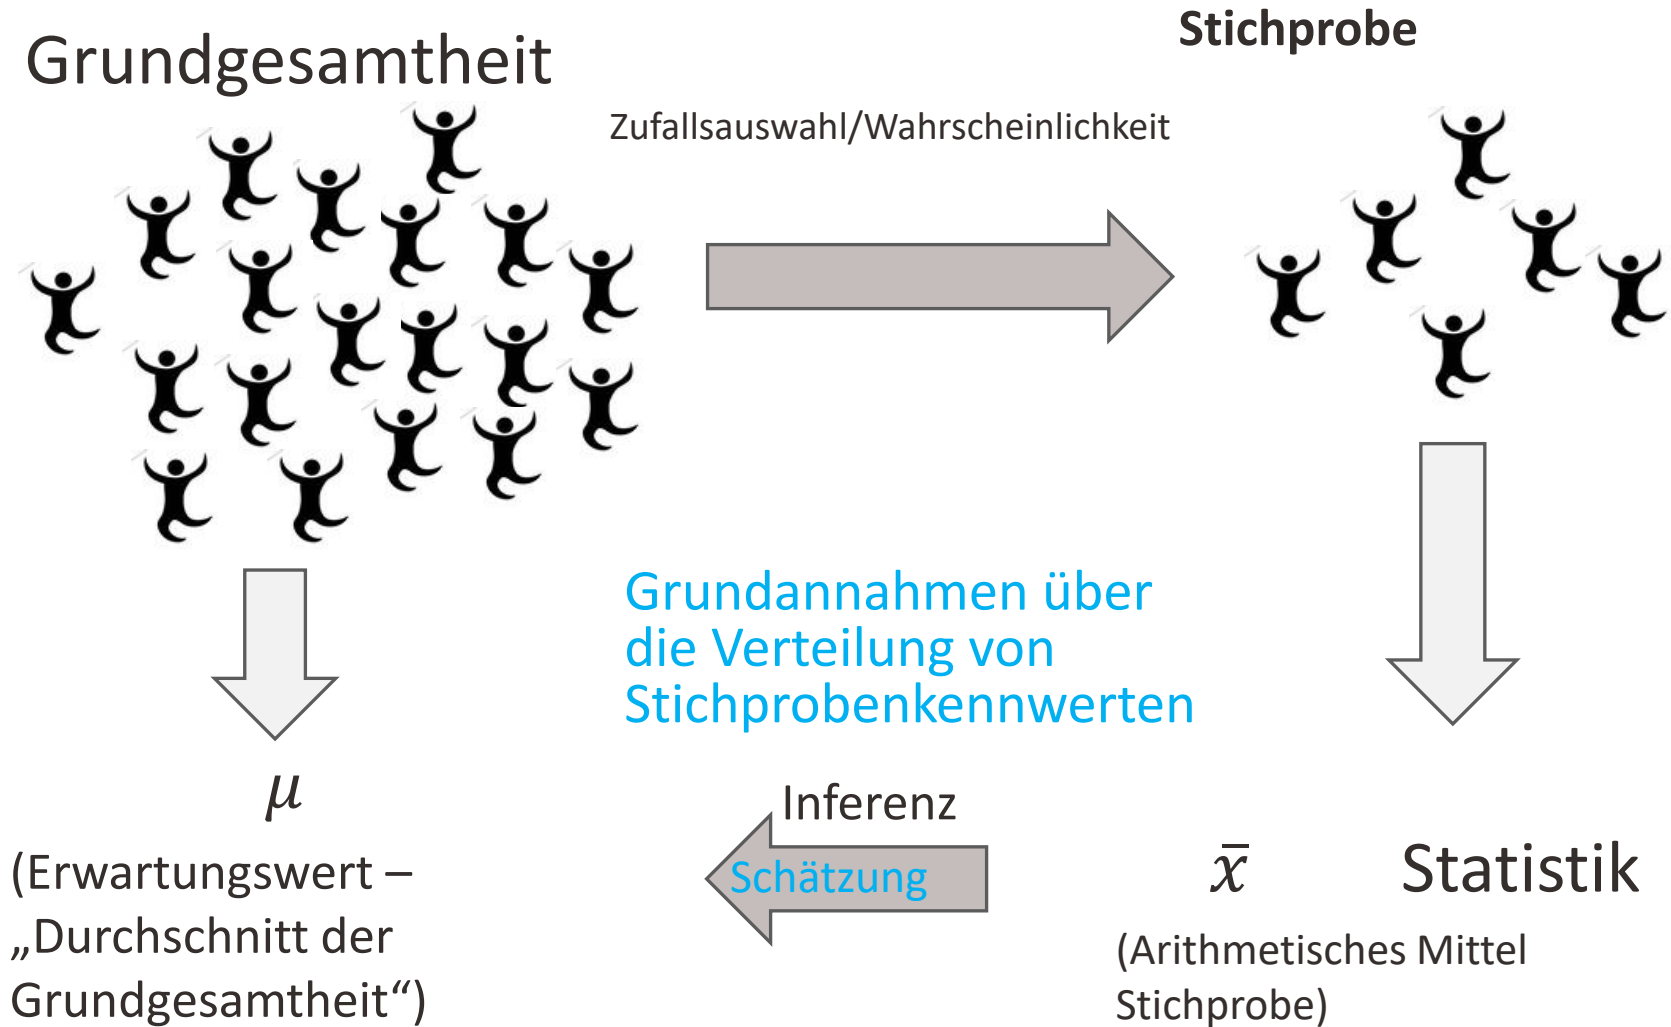 Grundgesamtheit
Stichprobe
Zufallsauswahl/Wahrscheinlichkeit
Grundannahmen über
die Verteilung von
Stichprobenkennwerten
μ
(Erwartungswert –
„Durchschnitt der
Grundgesamtheit“)
Inferenz
Schätzung
x̄
Statistik
(Arithmetisches Mittel
Stichprobe)